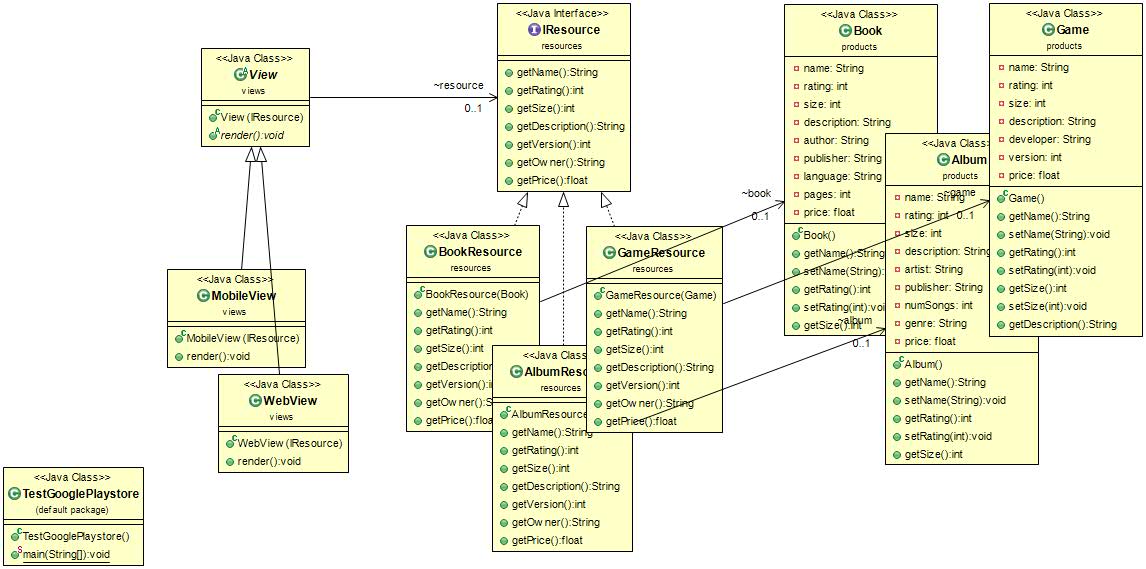 <<Java Class>>
View
views
View(IResource)
render():void
~resource
0..1
<<Java Interface>>
IResource
resources
getName():String
getRating():int
getSize():int
getDescription():String
getVersion():int
getOwner():String
getPrice():float
<<Java Class>>
Book
products
name: String
rating: int
size: int
description: String
author: String
publisher: String
language: String
pages: int
price: float
Book()
getName():String
setName(String):
getRating():int
setRating(int):voi
getSize():int
<<Java Class>>
Game
products
name: String
rating: int
size: int
description: String
developer: String
version: int
price: float
Game()
getName():String
setName(String):void
getRating():int
setRating(int):void
getSize():int
setSize(int):void
getDescription():String
<<Java Clas
Album
products
name: String
rating: int
size: int
description: String
artist: String
publisher: String
numSongs: int
genre: String
price: float
Album()
getName():String
setName(String):void
getRating():int
setRating(int):void
getSize():int
~book
0..1
~game
0..1
~album
0..1
<<Java Class>>
BookResource
resources
BookResource(Book)
getName():String
getRating():int
getSize():int
getDescription
getVersion():i
getOwner():S
getPrice():floa
<<Java Class>>
GameResource
resources
GameResource(Game)
getName():String
getRating():int
getSize():int
getDescription():String
getVersion():int
getOwner():String
getPrice():float
<<Java Class
AlbumReso
resources
AlbumResource
getName():String
getRating():int
getSize():int
getDescription():String
getVersion():int
getOwner():String
getPrice():float
<<Java Class>>
MobileView
views
MobileView(IResource)
render():void
<<Java Class>>
WebView
views
WebView(IResource)
render():void
<<Java Class>>
TestGooglePlaystore
(default package)
TestGooglePlaystore()
main(String[]):void